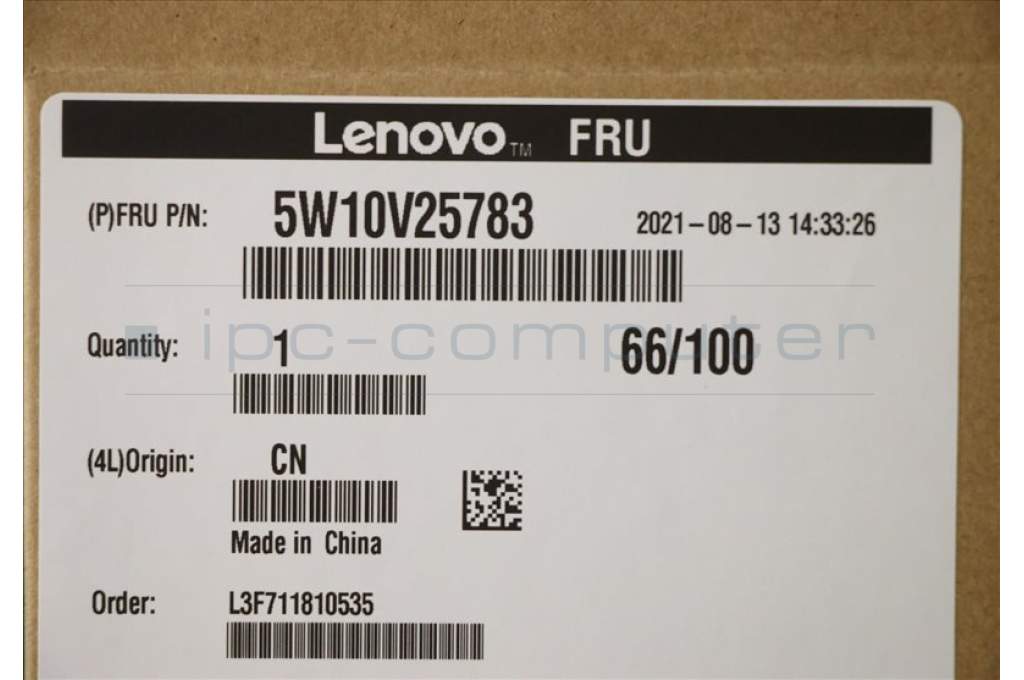 Lenovo™ FRU
(P)FRU P/N: 5W10V25783 2021-08-13 14:33:26
ipc-computer
Quantity: 1 66/100
(4L)Origin: CN
Made in China
Order: L3F711810535